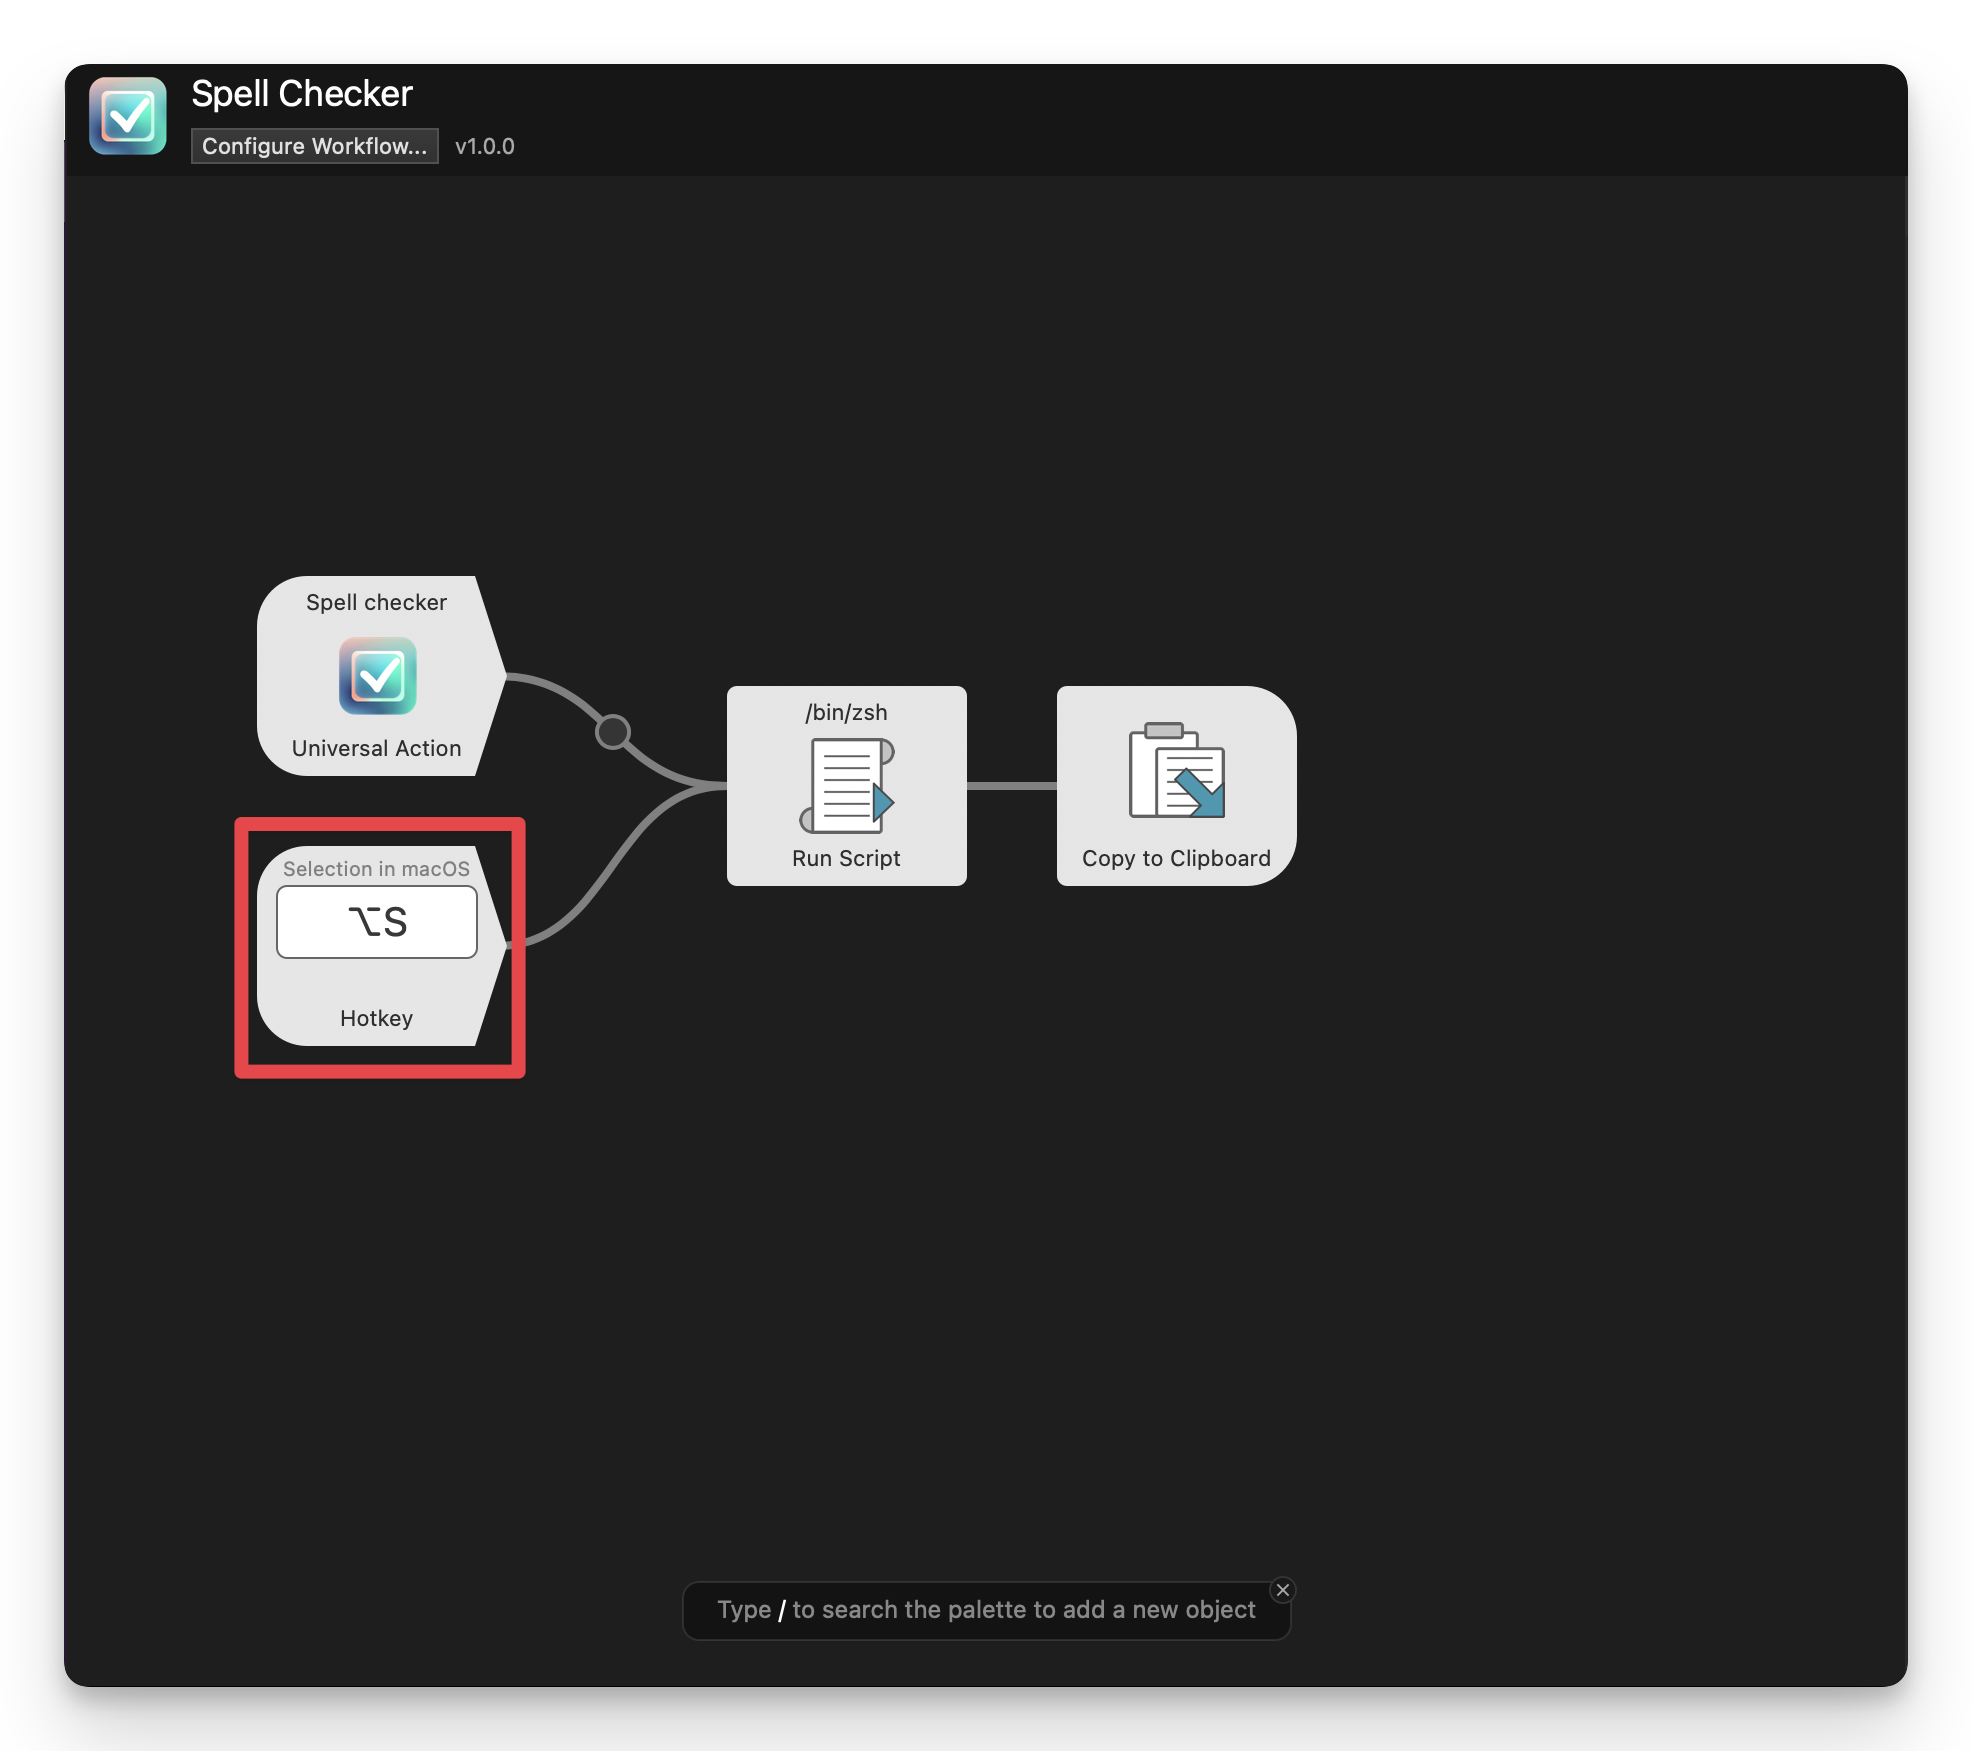 Spell Checker
Configure Workflow...
v1.0.0
Spell checker
Universal Action
Selection in macOS
⌥S
Hotkey
/bin/zsh
Run Script
Copy to Clipboard
Type / to search the palette to add a new object